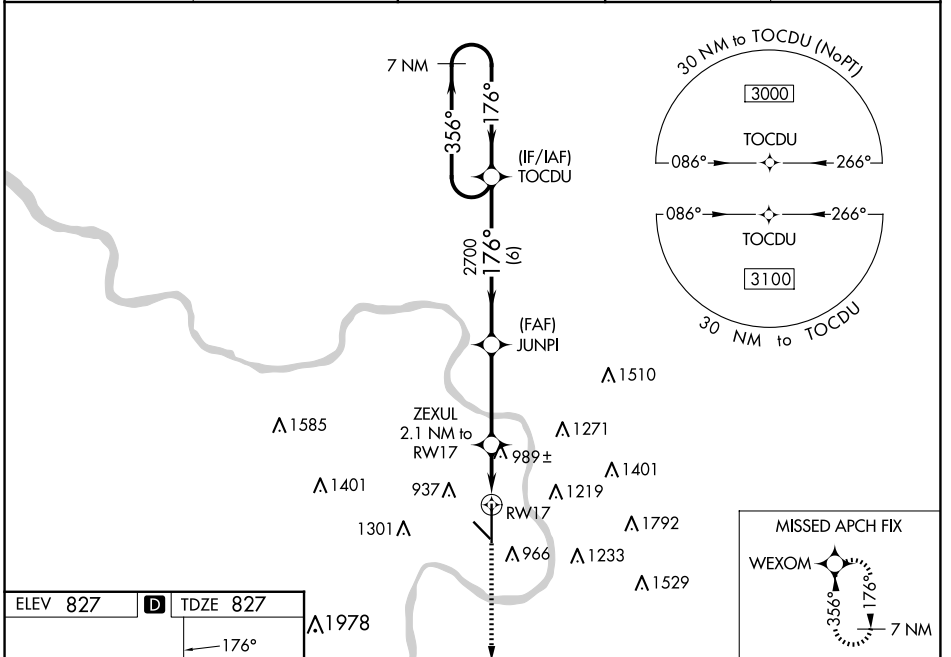 7 NM
356°
176°
(IF/IAF)
TOCDU
2700
176°
(6)
(FAF)
JUNPI
ZEXUL
2.1 NM to
RW17
989±
RW17
1585
1401
937
1301
1510
1271
1401
1219
1792
966
1233
1529
1978
30 NM to TOCDU (NoPT)
3000
TOCDU
086°
266°
086°
266°
TOCDU
3100
30 NM to TOCDU
MISSED APCH FIX
WEXOM
356°
176°
7 NM
ELEV 827
D
TDZE 827
176°